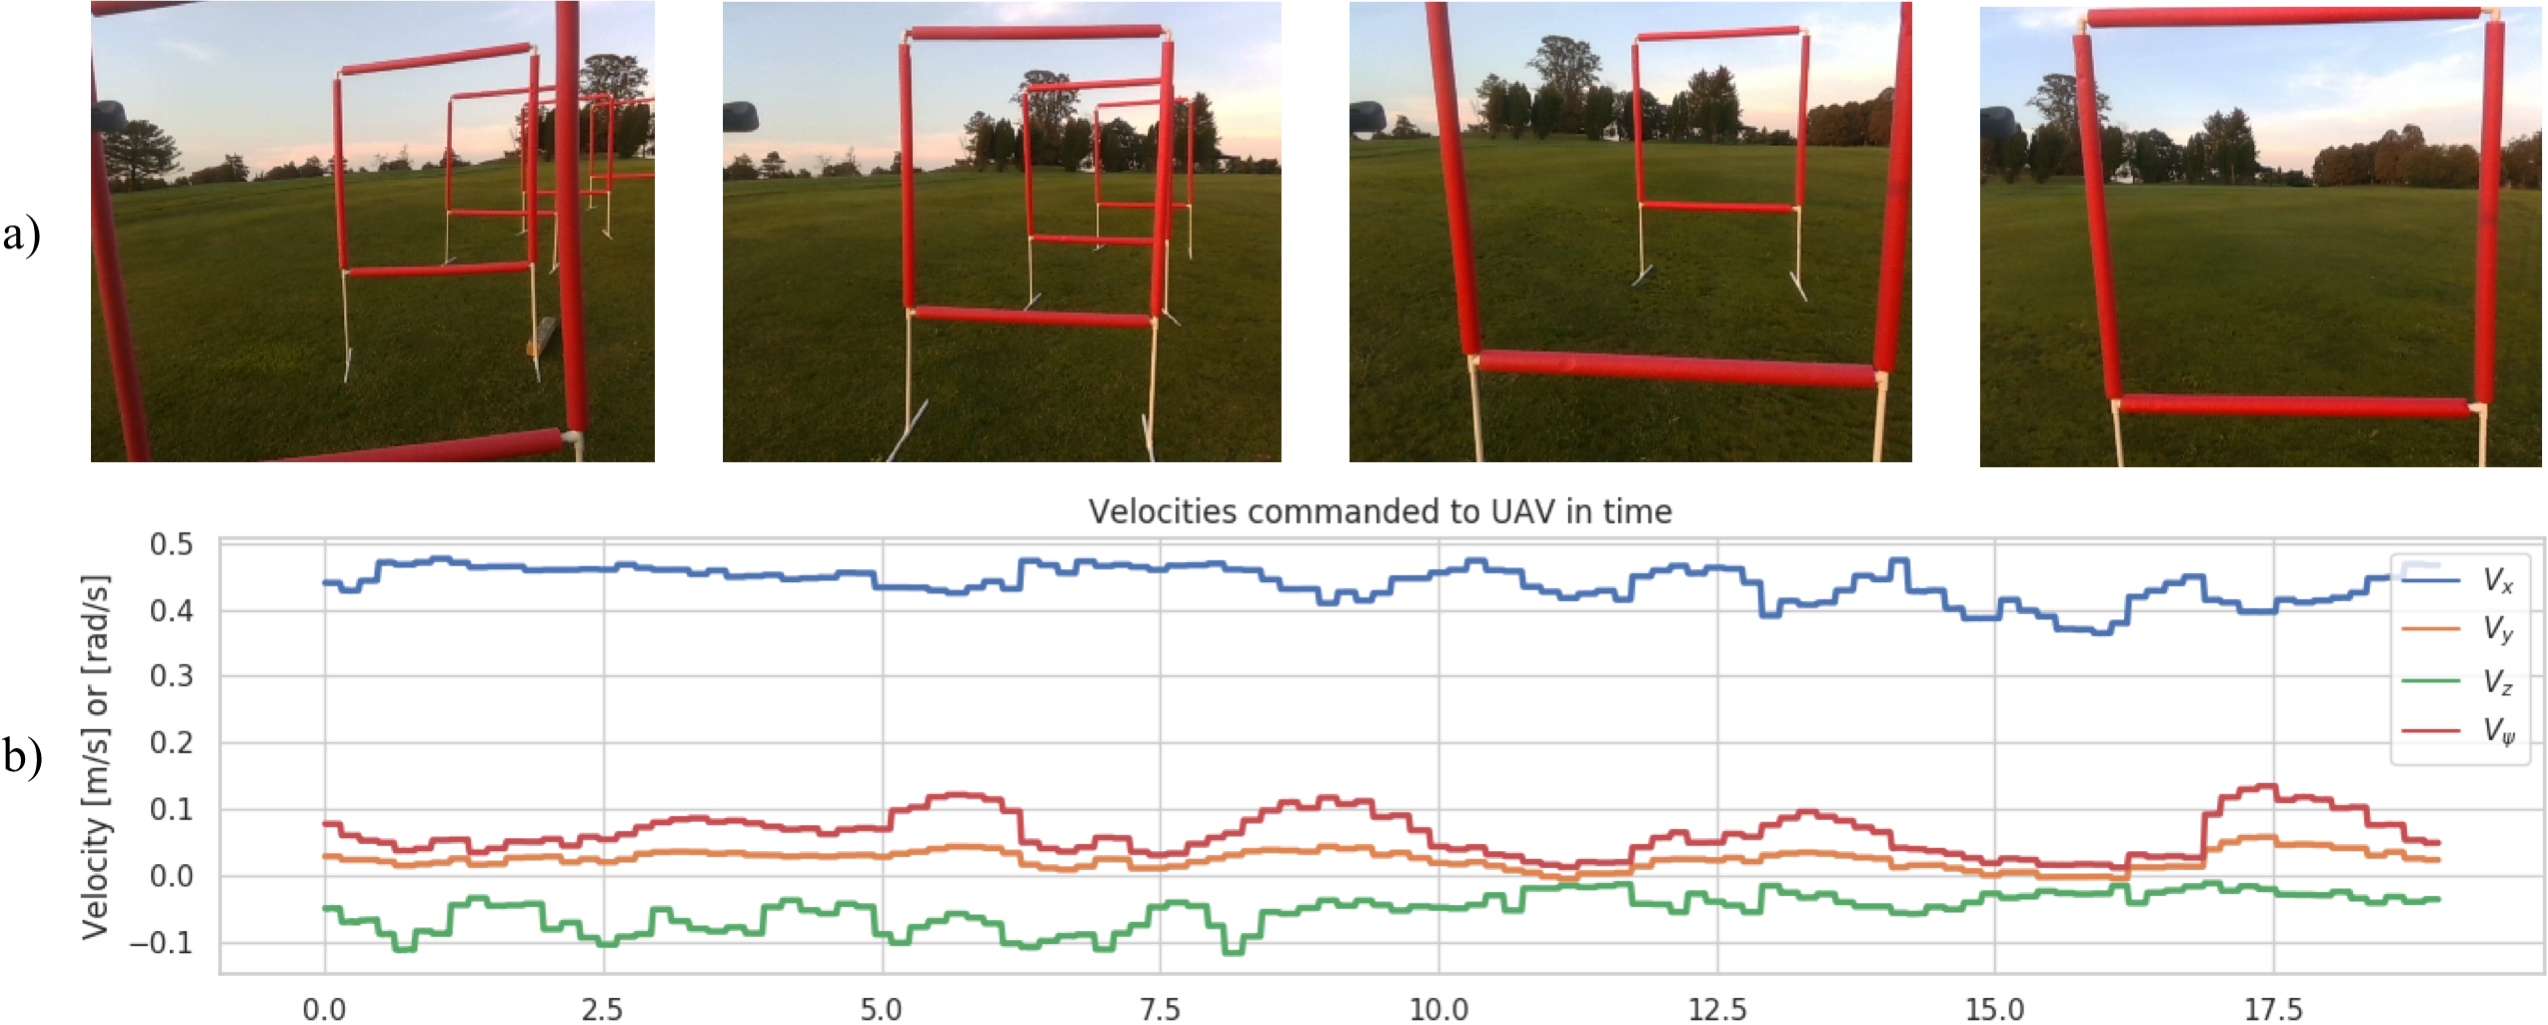 a)
Velocities commanded to UAV in time
b)
Velocity [m/s] or [rad/s]
0.5
0.4
0.3
0.2
0.1
0.0
−0.1
0.0 2.5 5.0 7.5 10.0 12.5 15.0 17.5
Vx
Vy
Vz
Vψ